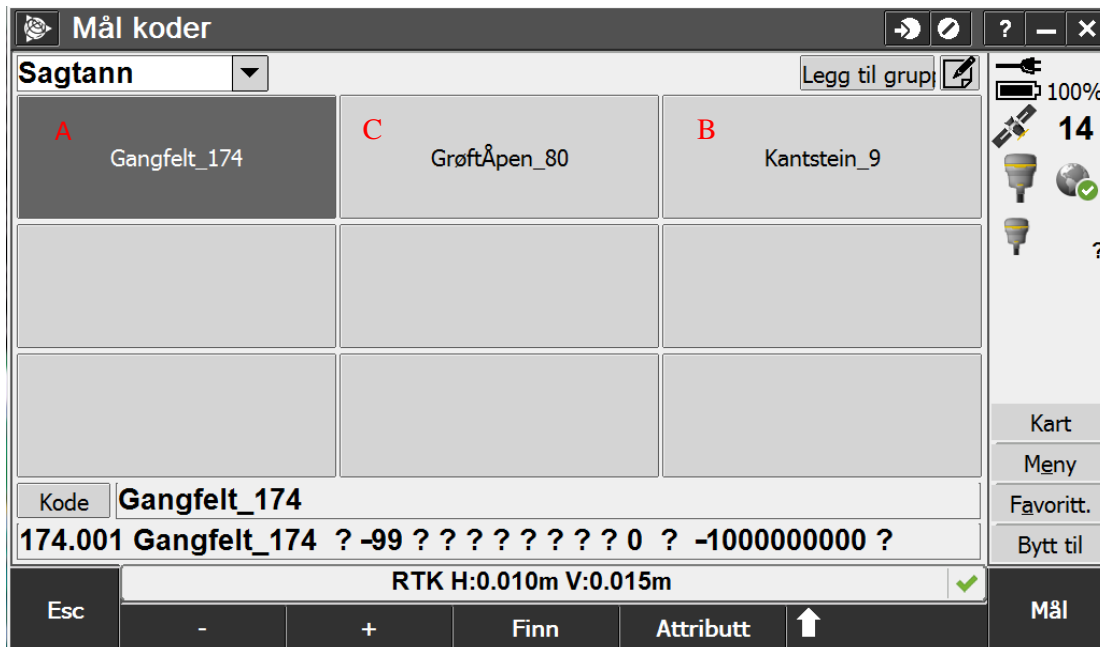 Mål koder
?
Sagtann
Legg til grup
100%
14
A
Gangfelt_174
C
GrøftÅpen_80
B
Kantstein_9
?
Kart
Meny
Favoritt.
Bytt til
Kode
Gangfelt_174
174.001 Gangfelt_174 ? -99 ? ? ? ? ? ? ? ? 0 ? -1000000000 ?
RTK H:0.010m V:0.015m
Esc
-
+
Finn
Attributt
Mål